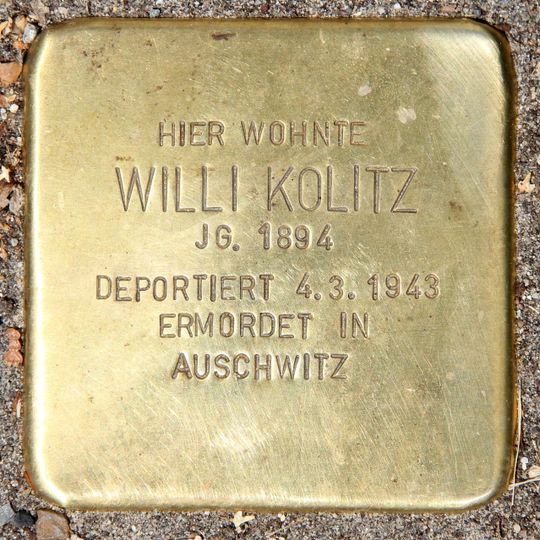 HIER WOHNTE
WILLI KOLITZ
JG. 1894
DEPORTIERT 4.3.1943
ERMORDET IN
AUSCHWITZ